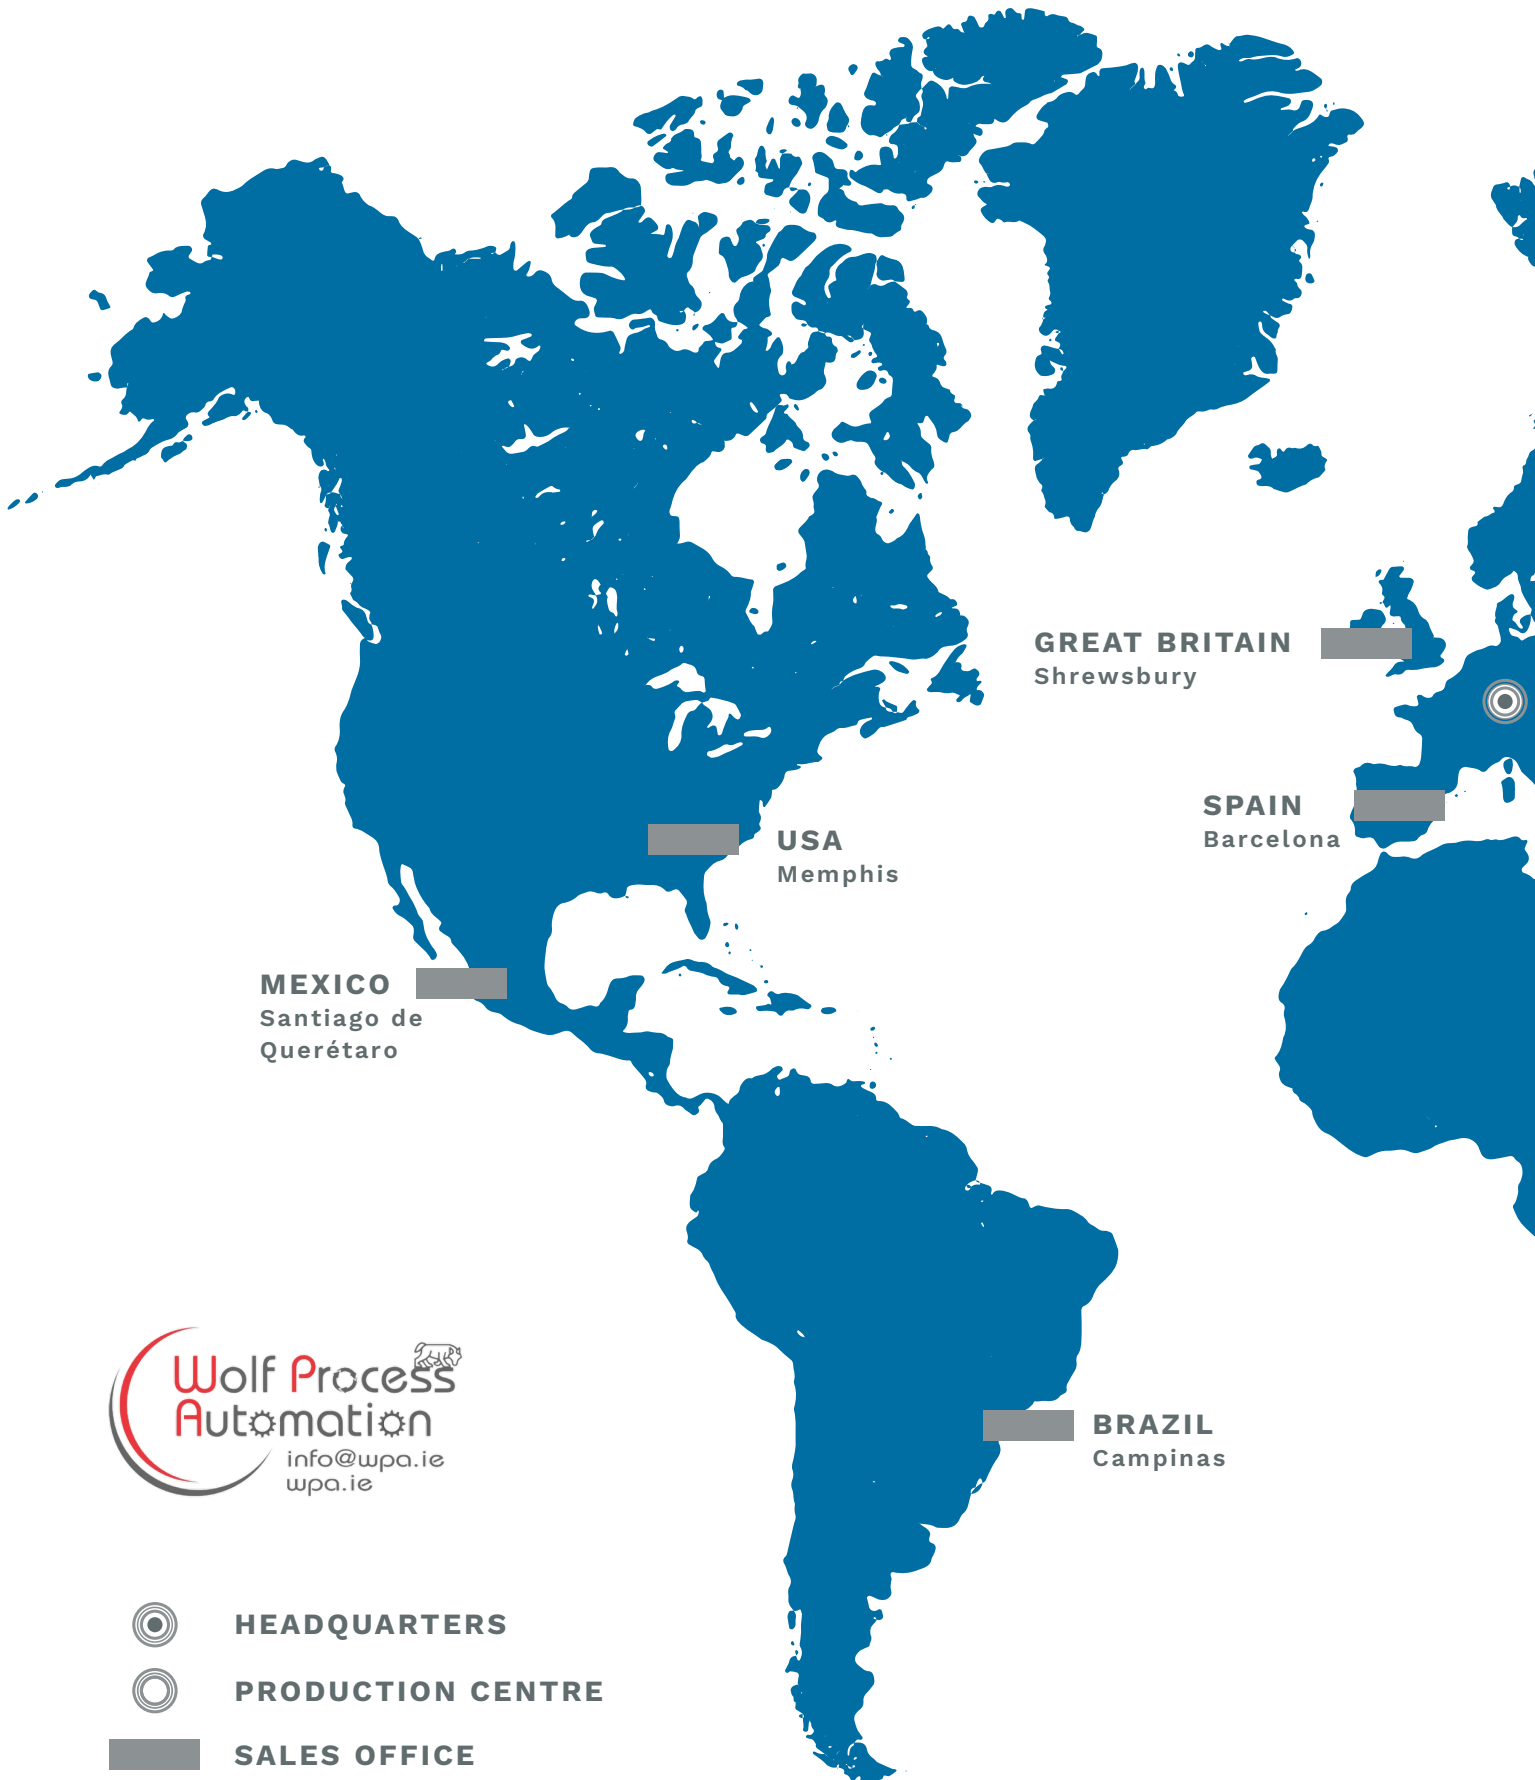 GREAT BRITAIN
Shrewsbury
SPAIN
Barcelona
USA
Memphis
MEXICO
Santiago de
Querétaro
BRAZIL
Campinas
Wolf Process
Automation
info@wpa.ie
wpa.ie
HEADQUARTERS
PRODUCTION CENTRE
SALES OFFICE